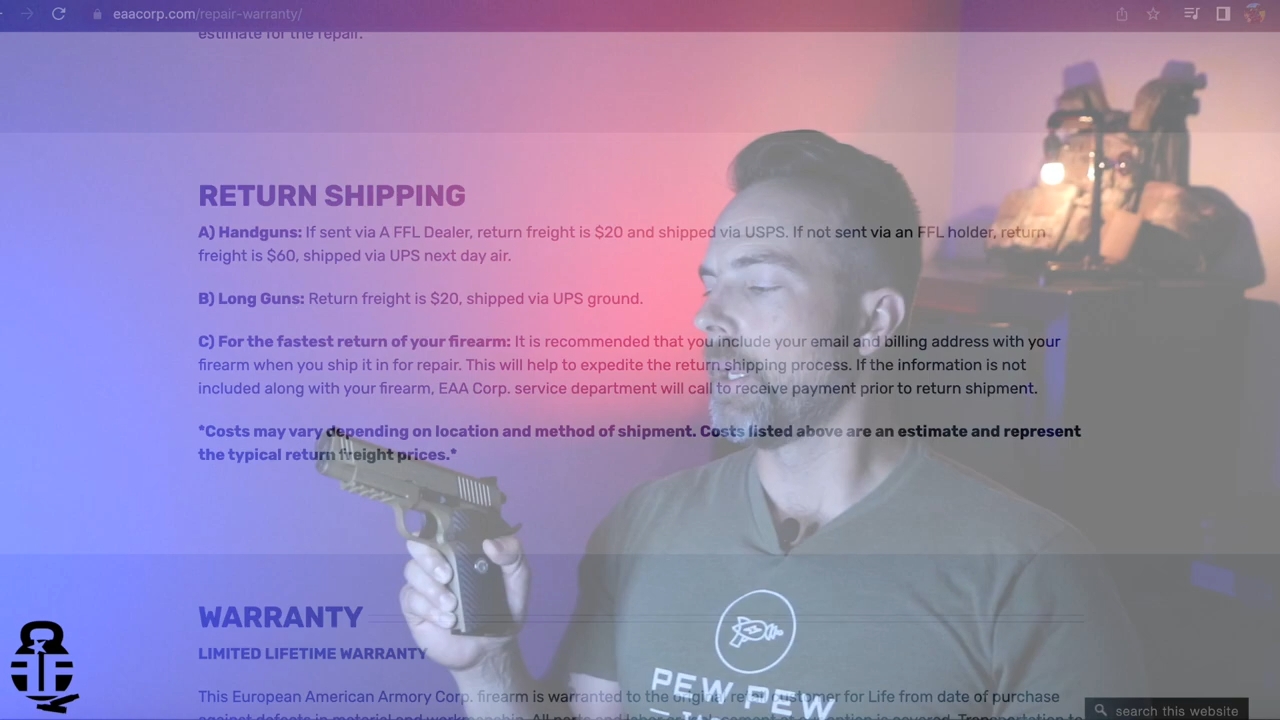 eaacorp.com/repair-warranty/
estimate for the repair.
RETURN SHIPPING
A) Handguns: If sent via A FFL Dealer, return freight is $20 and shipped via USPS. If not sent via an FFL holder, return
freight is $60, shipped via UPS next day air.
B) Long Guns: Return freight is $20, shipped via UPS ground.
C) For the fastest return of your firearm: It is recommended that you include your email and billing address with your
firearm when you ship it in for repair. This will help to expedite the return shipping process. If the information is not
included along with your firearm, EAA Corp. service department will call to receive payment prior to return shipment.
*Costs may vary depending on location and method of shipment. Costs listed above are an estimate and represent
the typical return freight prices.*
WARRANTY
LIMITED LIFETIME WARRANTY
This European American Armory Corp. firearm is warranted to the original retail customer for Life from date of purchase
PEW PEW
search this website